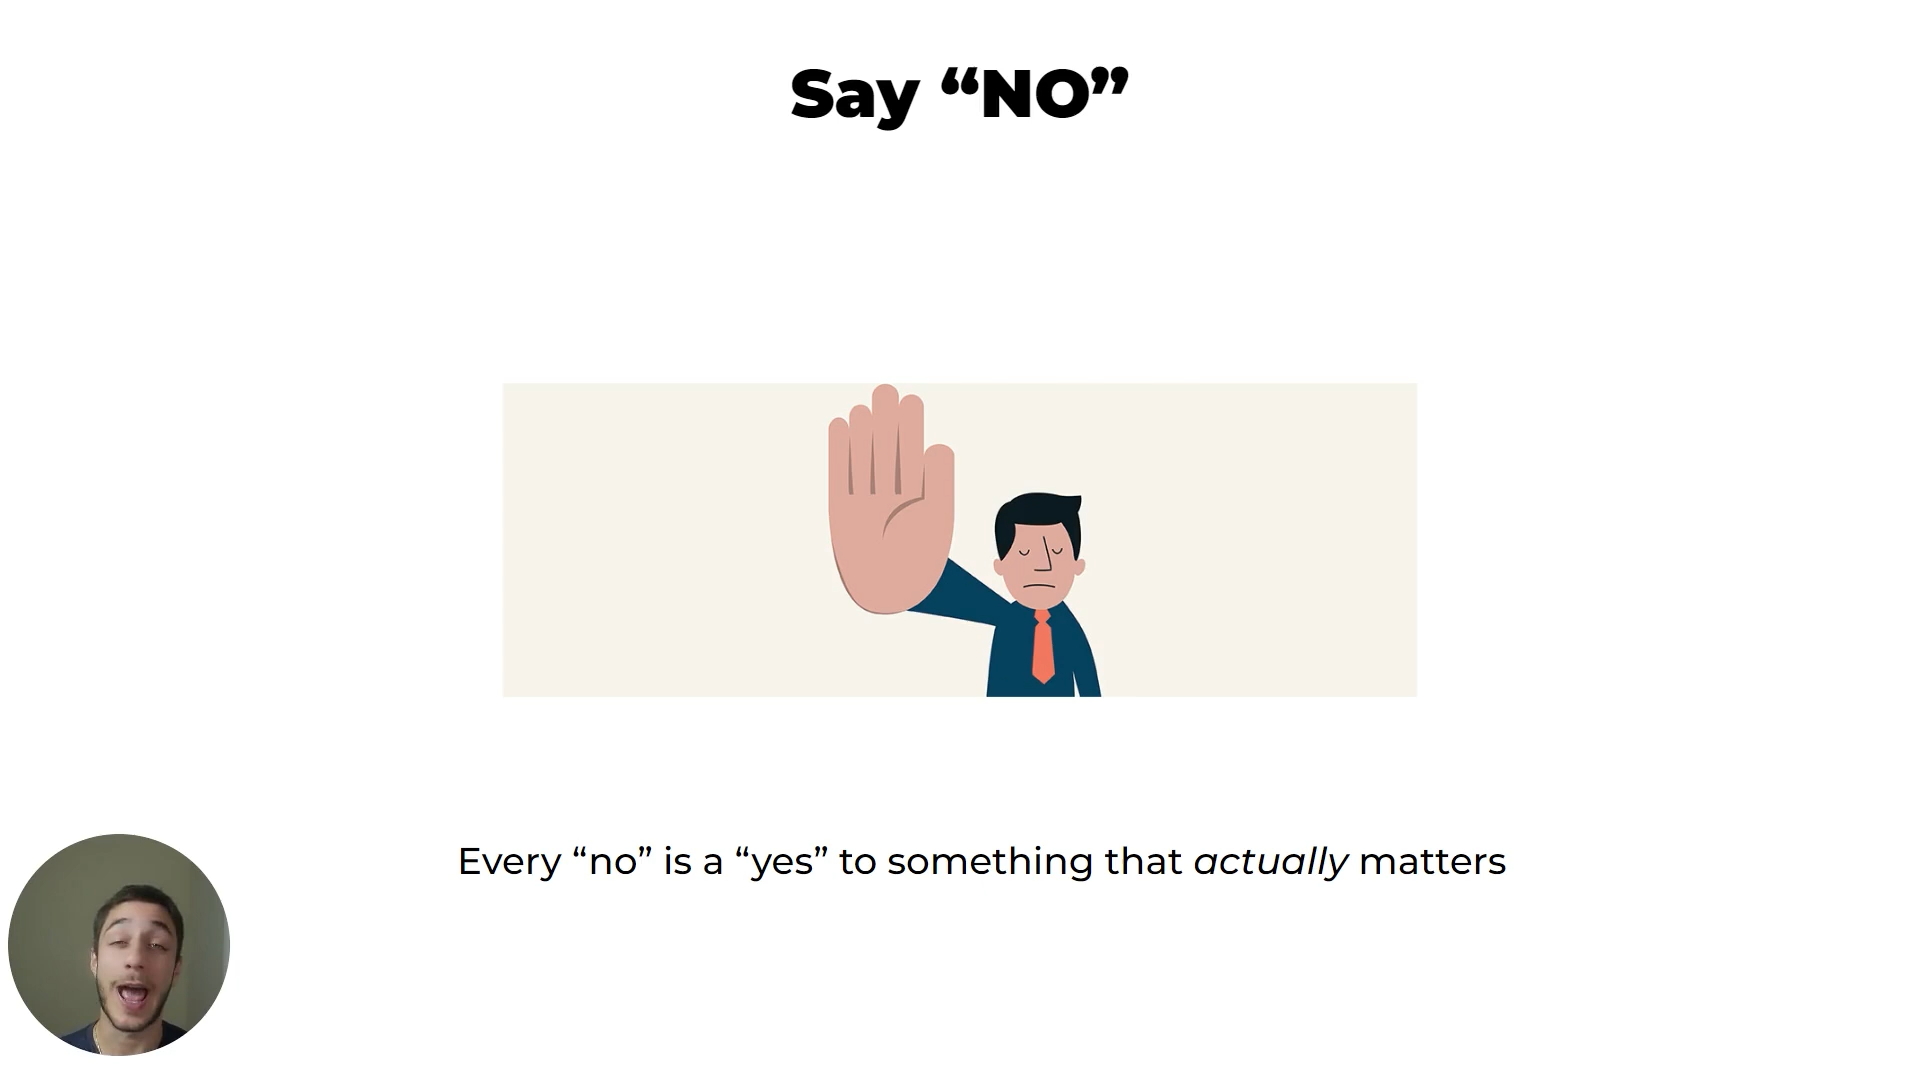 Say “NO”
Every “no” is a “yes” to something that actually matters